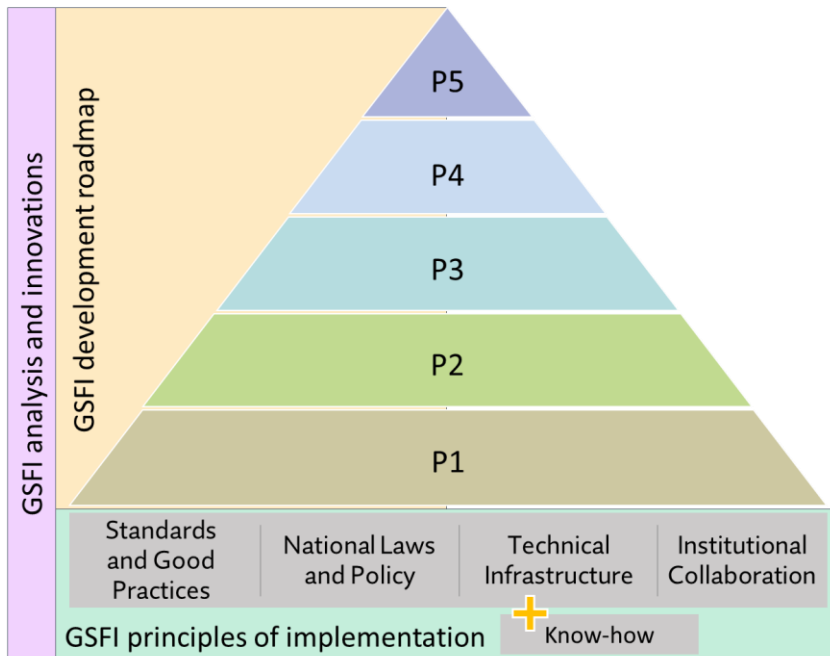 GSFI analysis and innovations
GSFI development roadmap
P5
P4
P3
P2
P1
Standards
and Good
Practices
National Laws
and Policy
Technical
Infrastructure
Institutional
Collaboration
GSFI principles of implementation
Know-how